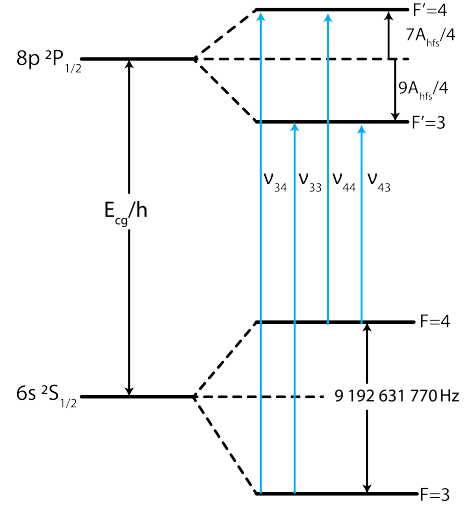 F'=4
7A_hfs/4
8p ²P_1/2
9A_hfs/4
F'=3
ν_34 ν_33 ν_44 ν_43
E_cg/h
F=4
6s ²S_1/2
9 192 631 770 Hz
F=3